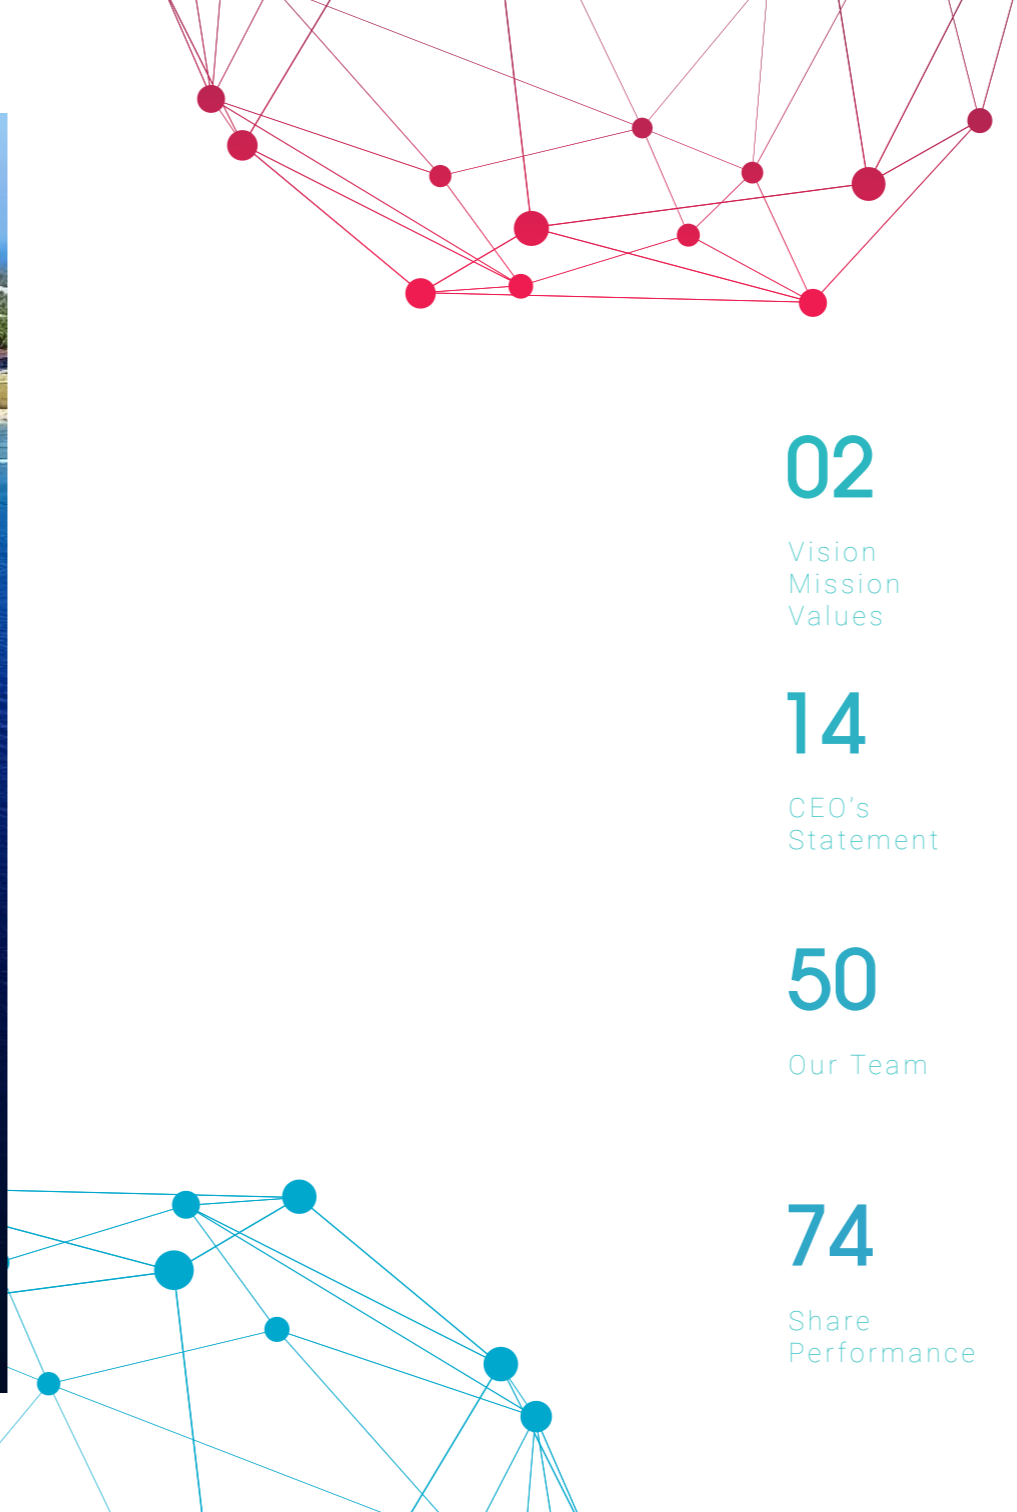 02
Vision
Mission
Values
14
CEO’s
Statement
50
Our Team
74
Share
Performance